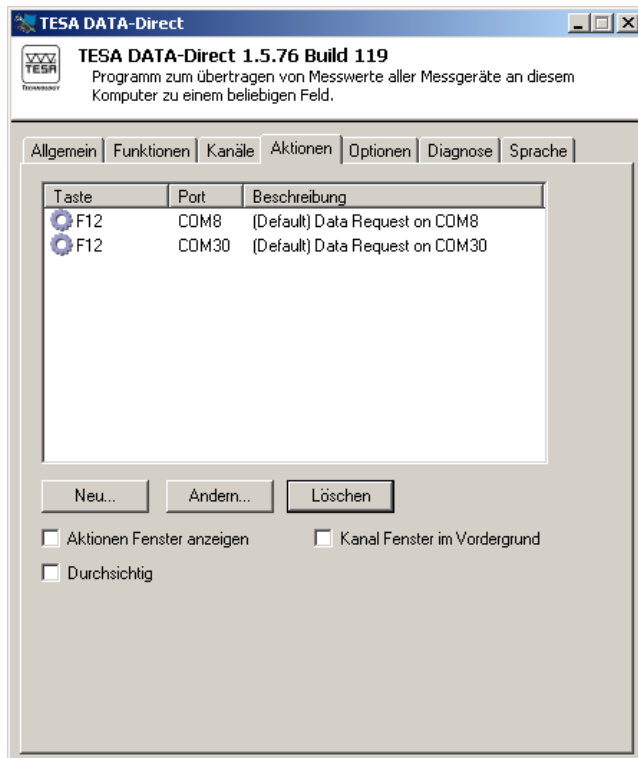 TESA DATA-Direct
TESA
TECHNOLOGY
TESA DATA-Direct 1.5.76 Build 119
Programm zum übertragen von Messwerte aller Messgeräte an diesem
Computer zu einem beliebigen Feld.
Allgemein Funktionen Kanäle Aktionen Optionen Diagnose Sprache
Taste Port Beschreibung
F12 COM8 (Default) Data Request on COM8
F12 COM30 (Default) Data Request on COM30
Neu... Andern... Löschen
Aktionen Fenster anzeigen Kanal Fenster im Vordergrund
Durchsichtig